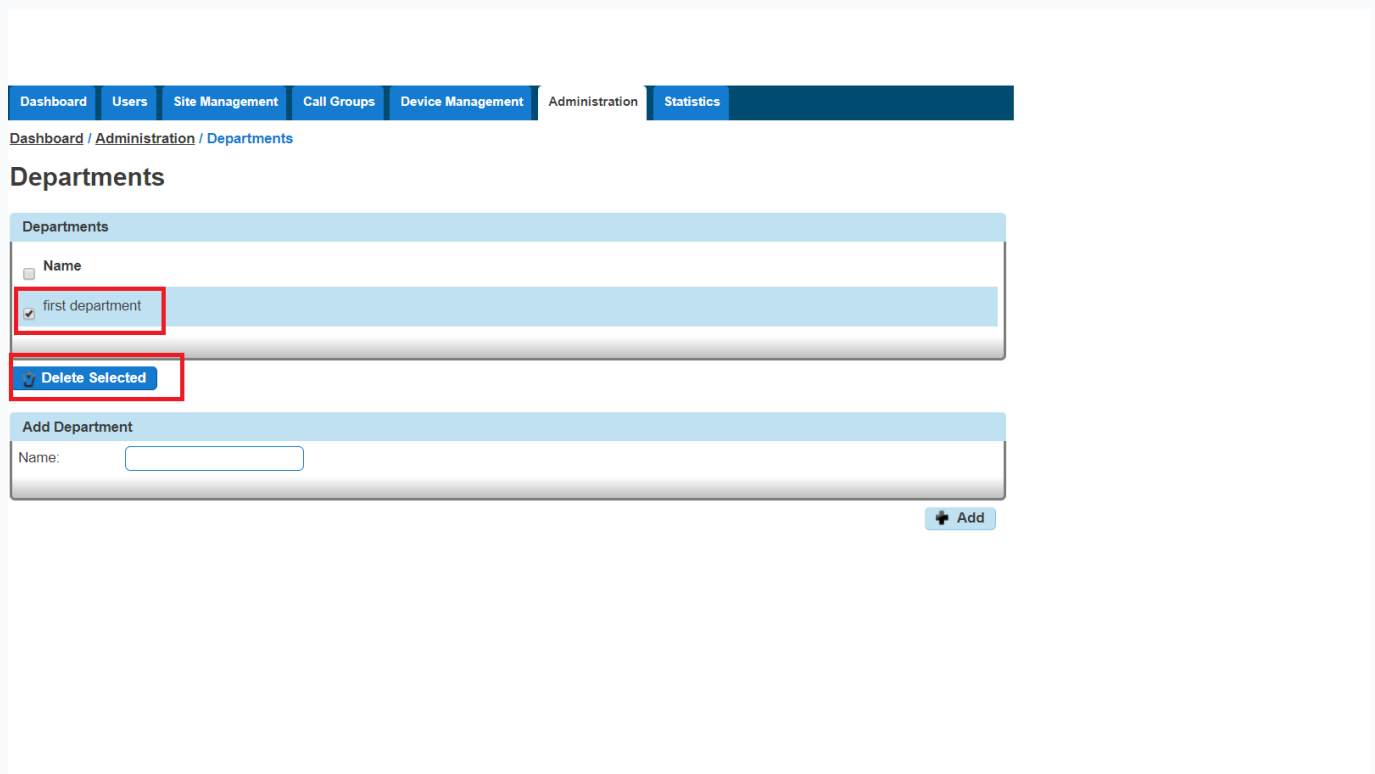 Dashboard Users Site Management Call Groups Device Management Administration Statistics
Dashboard / Administration / Departments
Departments
Departments
Name
first department
Delete Selected
Add Department
Name:
Add